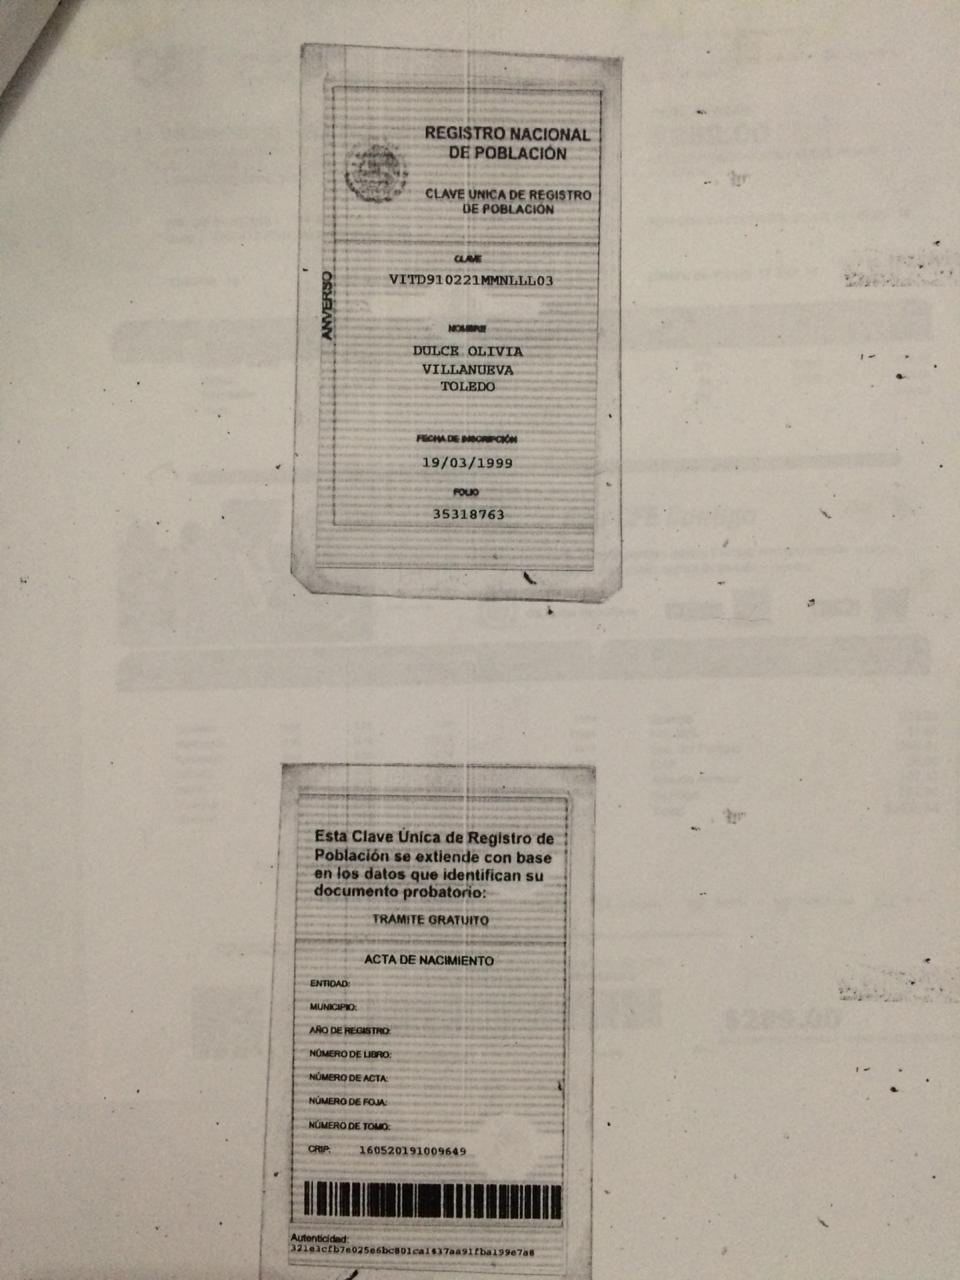 REGISTRO NACIONAL
DE POBLACIÓN
CLAVE ÚNICA DE REGISTRO
DE POBLACIÓN
ANVERSO
CLAVE
VITD910221MMNLLL03
NOMBRE
DULCE OLIVIA
VILLANUEVA
TOLEDO
FECHA DE INSCRIPCIÓN
19/03/1999
FOLIO
35318763
Esta Clave Única de Registro de
Población se extiende con base
en los datos que identifican su
documento probatorio:
TRAMITE GRATUITO
ACTA DE NACIMIENTO
ENTIDAD:
MUNICIPIO:
AÑO DE REGISTRO:
NÚMERO DE LIBRO:
NÚMERO DE ACTA:
NÚMERO DE FOJA:
NÚMERO DE TOMO:
CRIP: 160520191009649
$289.00
Autenticidad: